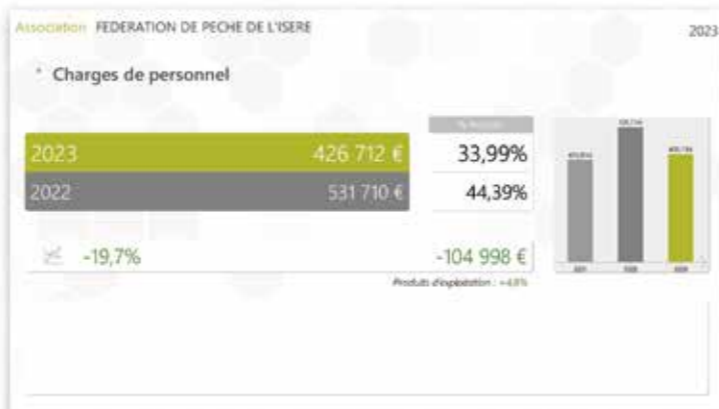 Association FEDERATION DE PECHE DE L'ISERE
2023
Charges de personnel
2023 426 712 € 33,99%
2022 531 710 € 44,39%
-19,7% -104 998 €
Produits d'exploitation : +4,8%